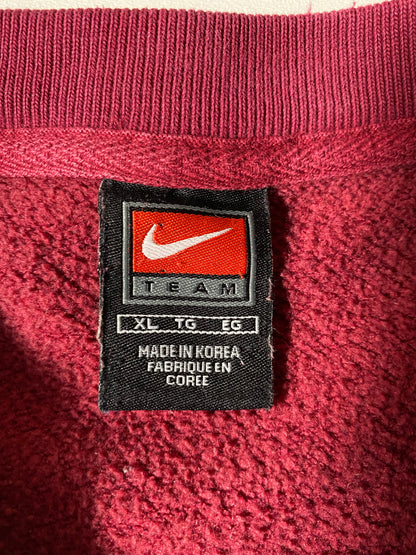 TEAM
XL TG EG
MADE IN KOREA
FABRIQUE EN
COREE